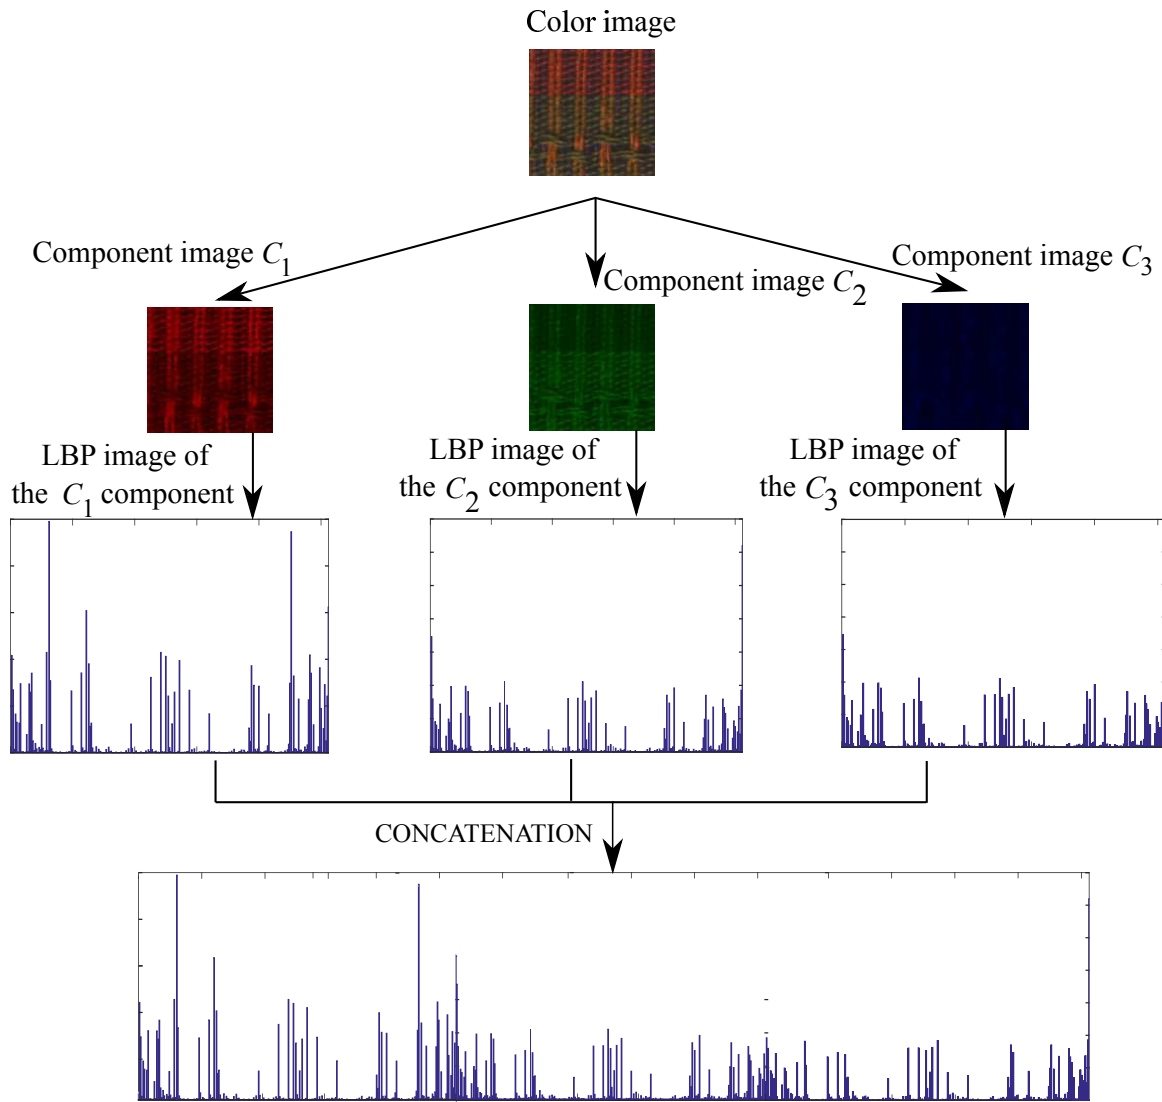 Color image
Component image C1
Component image C2
Component image C3
LBP image of
the C1 component
LBP image of
the C2 component
LBP image of
the C3 component
CONCATENATION